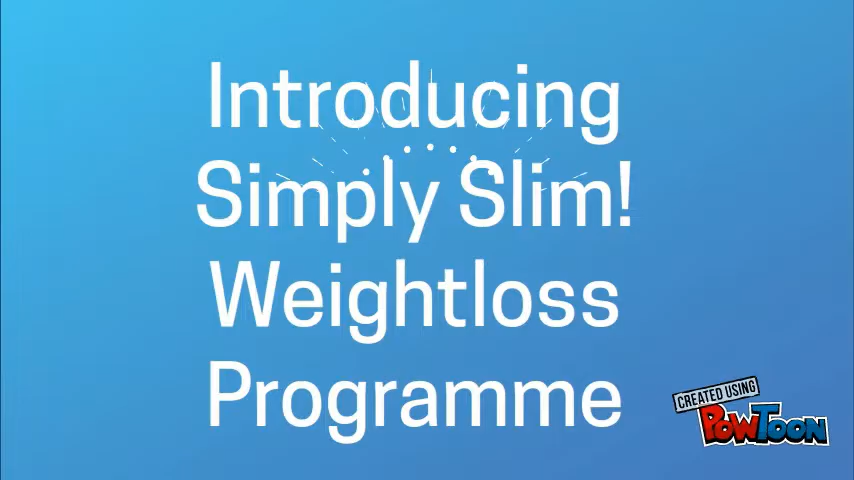 Introducing
Simply Slim!
Weightloss
Programme
CREATED USING
POWTOON